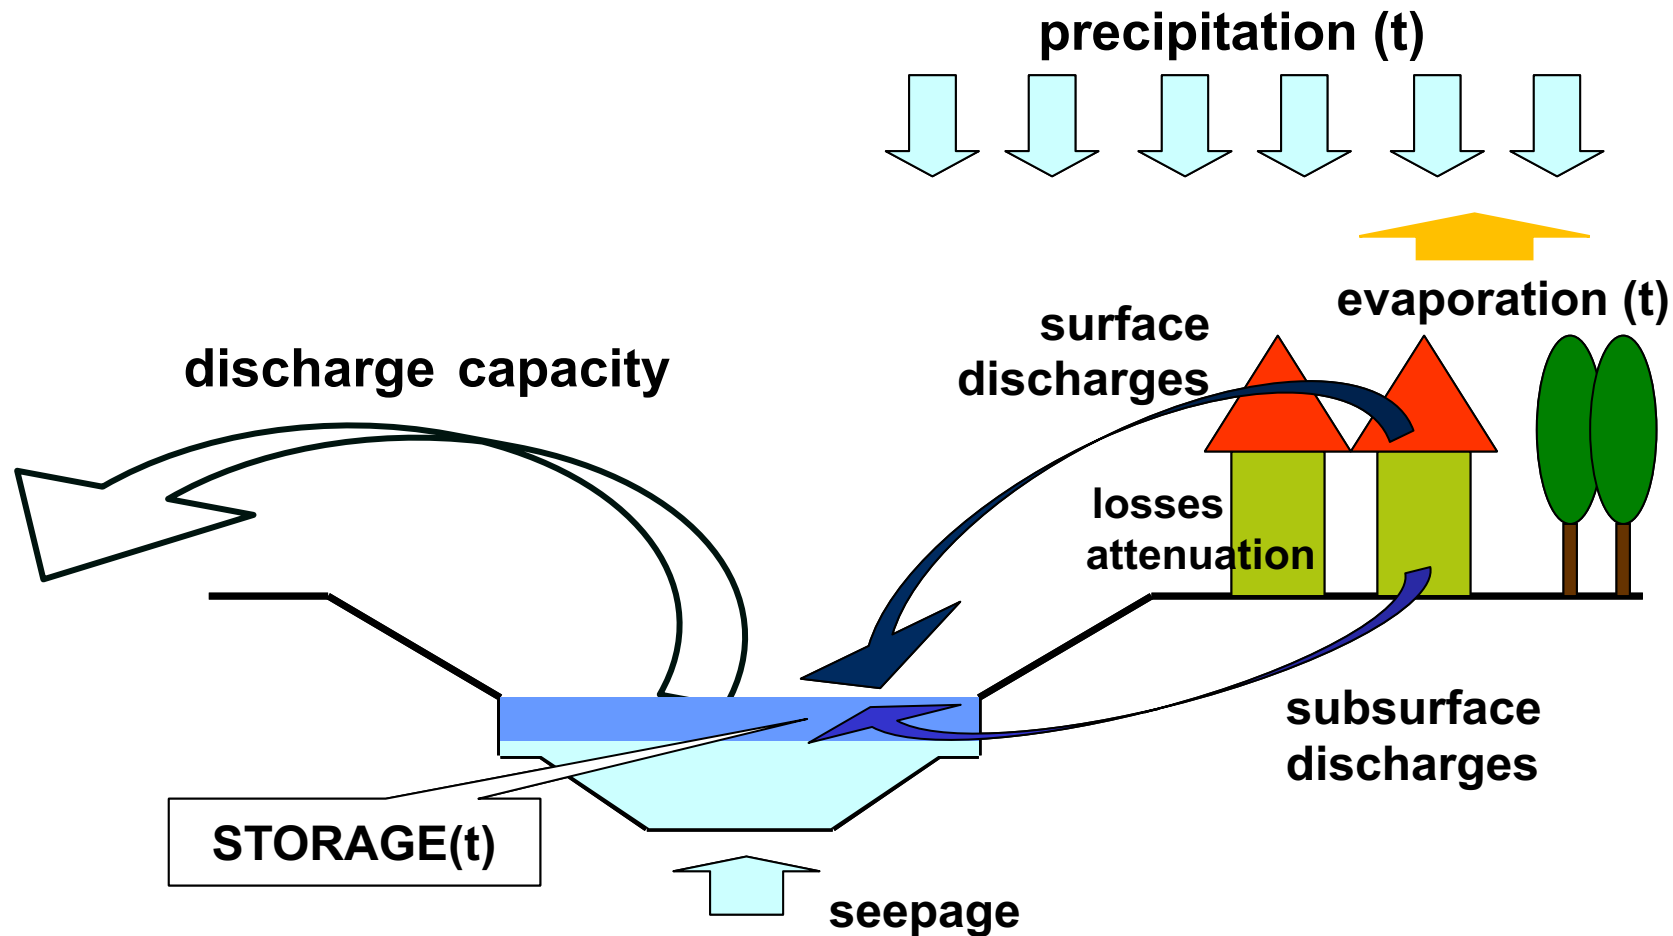 precipitation (t)
evaporation (t)
surface
discharges
discharge capacity
losses
attenuation
subsurface
discharges
STORAGE(t)
seepage